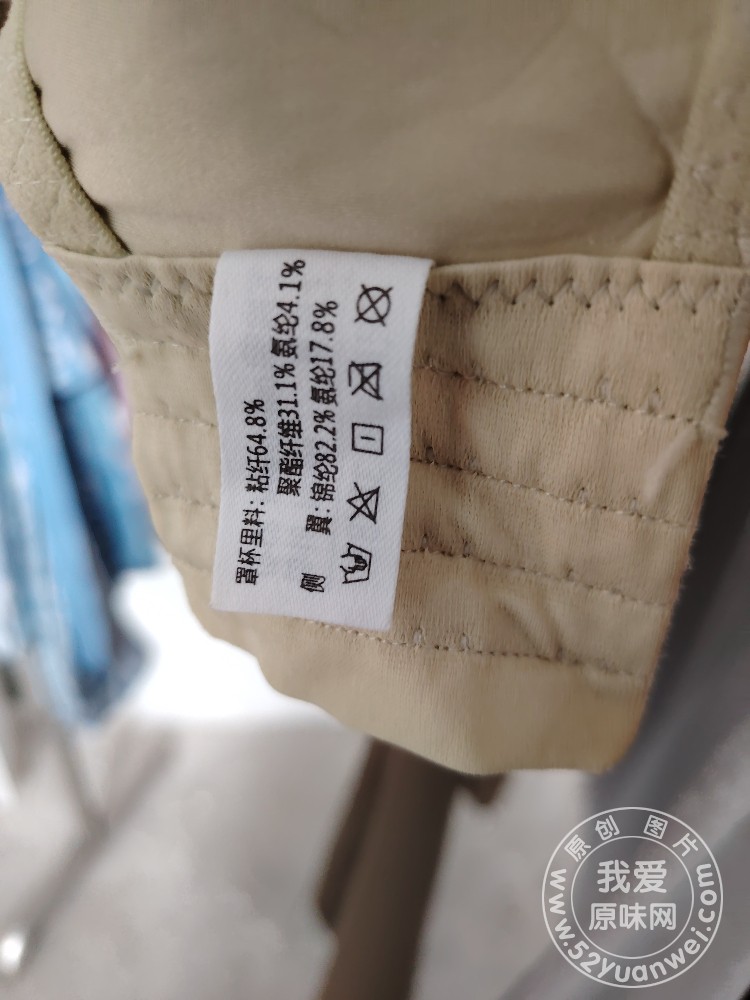 罩杯里料: 粘纤64.8%
聚酯纤维31.1% 氨纶4.1%
侧　翼: 锦纶82.2% 氨纶17.8%
原创 图片
我爱
原味网
www.52yuanwei.com